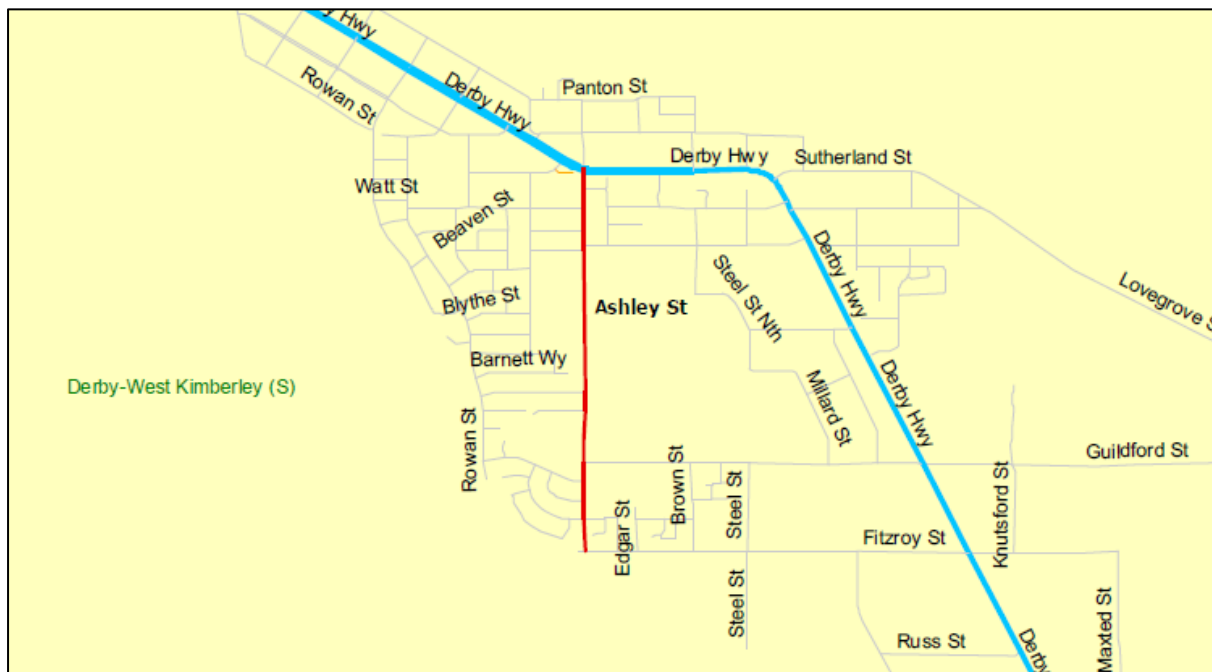 y Hwy
Rowan St
Derby Hwy
Panton St
Derby Hwy
Sutherland St
Watt St
Beaven St
Derby Hwy
Steel St Nth
Lovegrove S
Blythe St
Ashley St
Barnett Wy
Derby-West Kimberley (S)
Millard St
Derby Hwy
Rowan St
Brown St
Steel St
Guildford St
Knutsford St
Edgar St
Fitzroy St
Steel St
Russ St
Derby
Maxted St